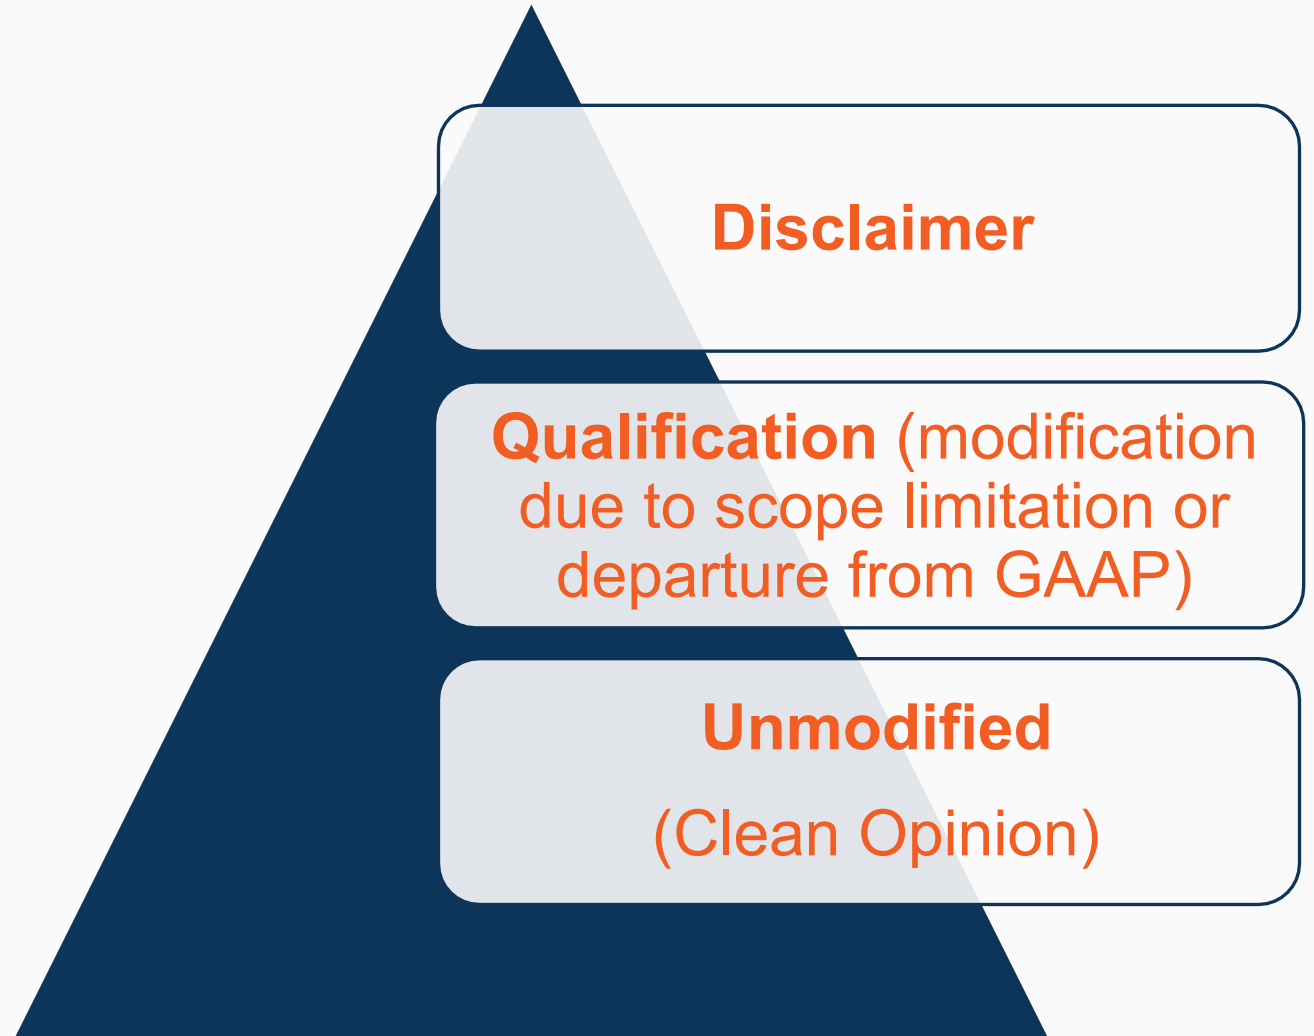 Disclaimer
Qualification (modification
due to scope limitation or
departure from GAAP)
Unmodified
(Clean Opinion)